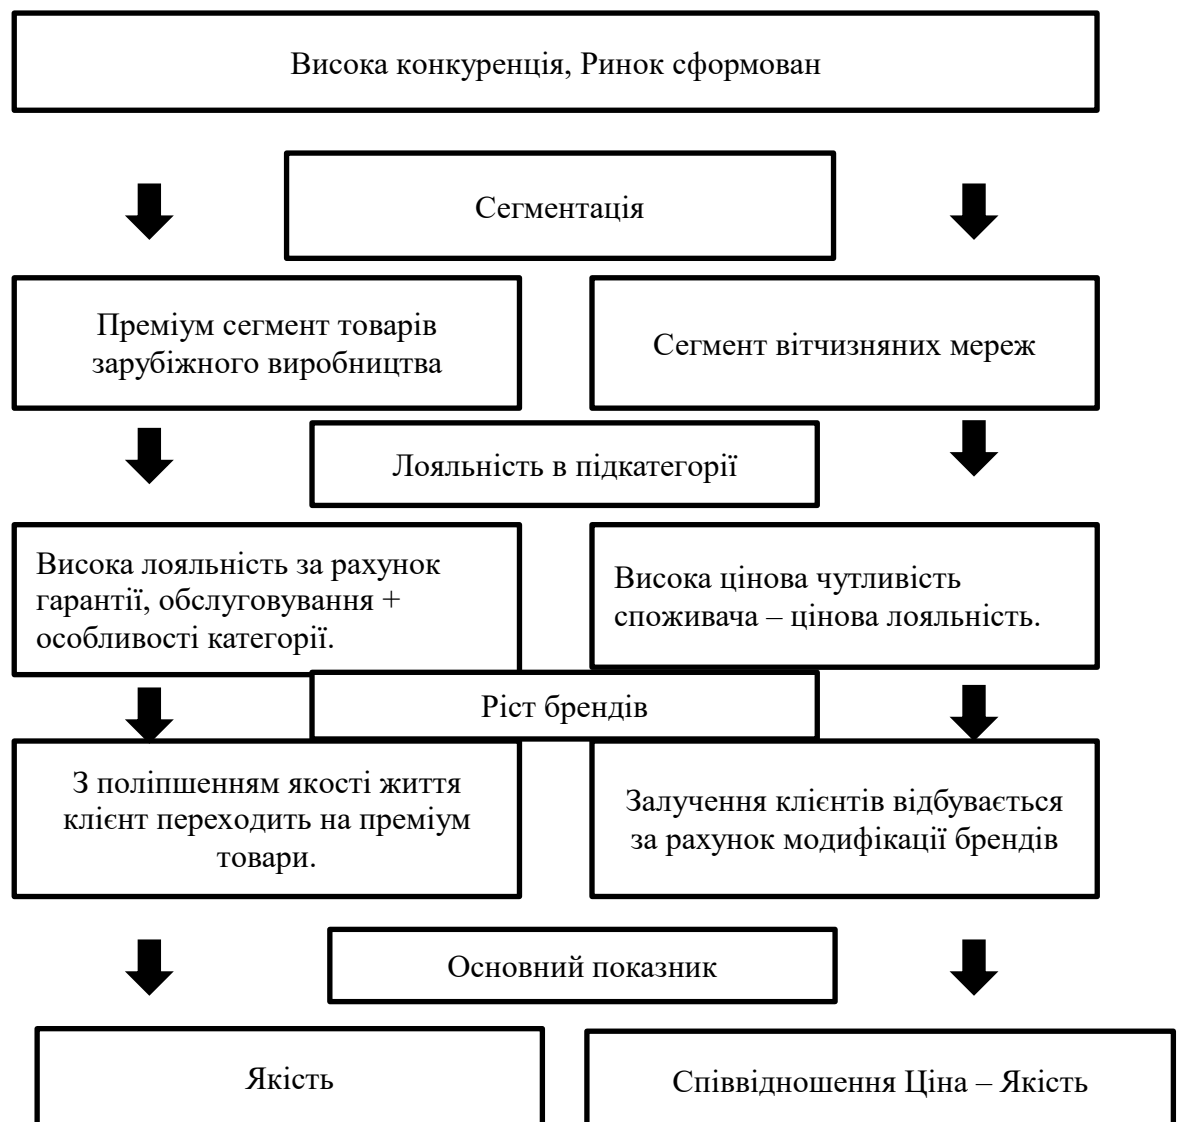 Висока конкуренція, Ринок сформован
Сегментація
Преміум сегмент товарів
зарубіжного виробництва
Сегмент вітчизняних мереж
Лояльність в підкатегорії
Висока лояльність за рахунок
гарантії, обслуговування +
особливості категорії.
Висока цінова чутливість
споживача – цінова лояльність.
Ріст брендів
З поліпшенням якості життя
клієнт переходить на преміум
товари.
Залучення клієнтів відбувається
за рахунок модифікації брендів
Основний показник
Якість
Співвідношення Ціна – Якість